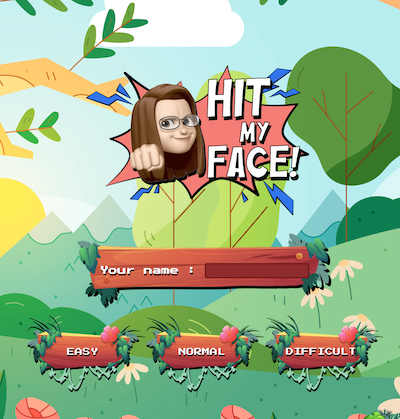 HIT
MY
FACE!
Your name :
EASY
NORMAL
DIFFICULT